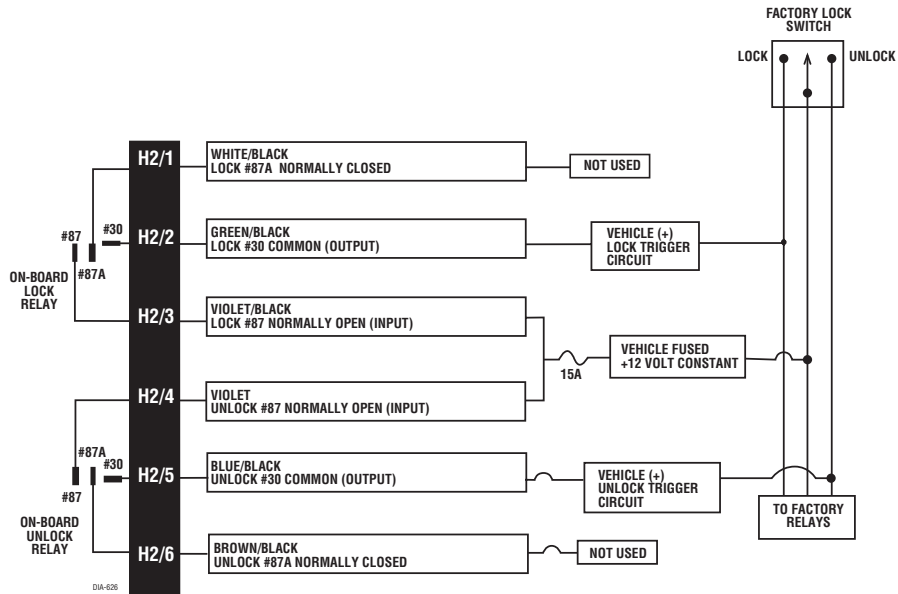 FACTORY LOCK
SWITCH
LOCK
UNLOCK
H2/1
WHITE/BLACK
LOCK #87A NORMALLY CLOSED
NOT USED
#87
#30
#87A
ON-BOARD
LOCK
RELAY
H2/2
GREEN/BLACK
LOCK #30 COMMON (OUTPUT)
VEHICLE (+)
LOCK TRIGGER
CIRCUIT
H2/3
VIOLET/BLACK
LOCK #87 NORMALLY OPEN (INPUT)
15A
VEHICLE FUSED
+12 VOLT CONSTANT
H2/4
VIOLET
UNLOCK #87 NORMALLY OPEN (INPUT)
#87A
#30
#87
ON-BOARD
UNLOCK
RELAY
H2/5
BLUE/BLACK
UNLOCK #30 COMMON (OUTPUT)
VEHICLE (+)
UNLOCK TRIGGER
CIRCUIT
TO FACTORY
RELAYS
H2/6
BROWN/BLACK
UNLOCK #87A NORMALLY CLOSED
NOT USED
DIA-626